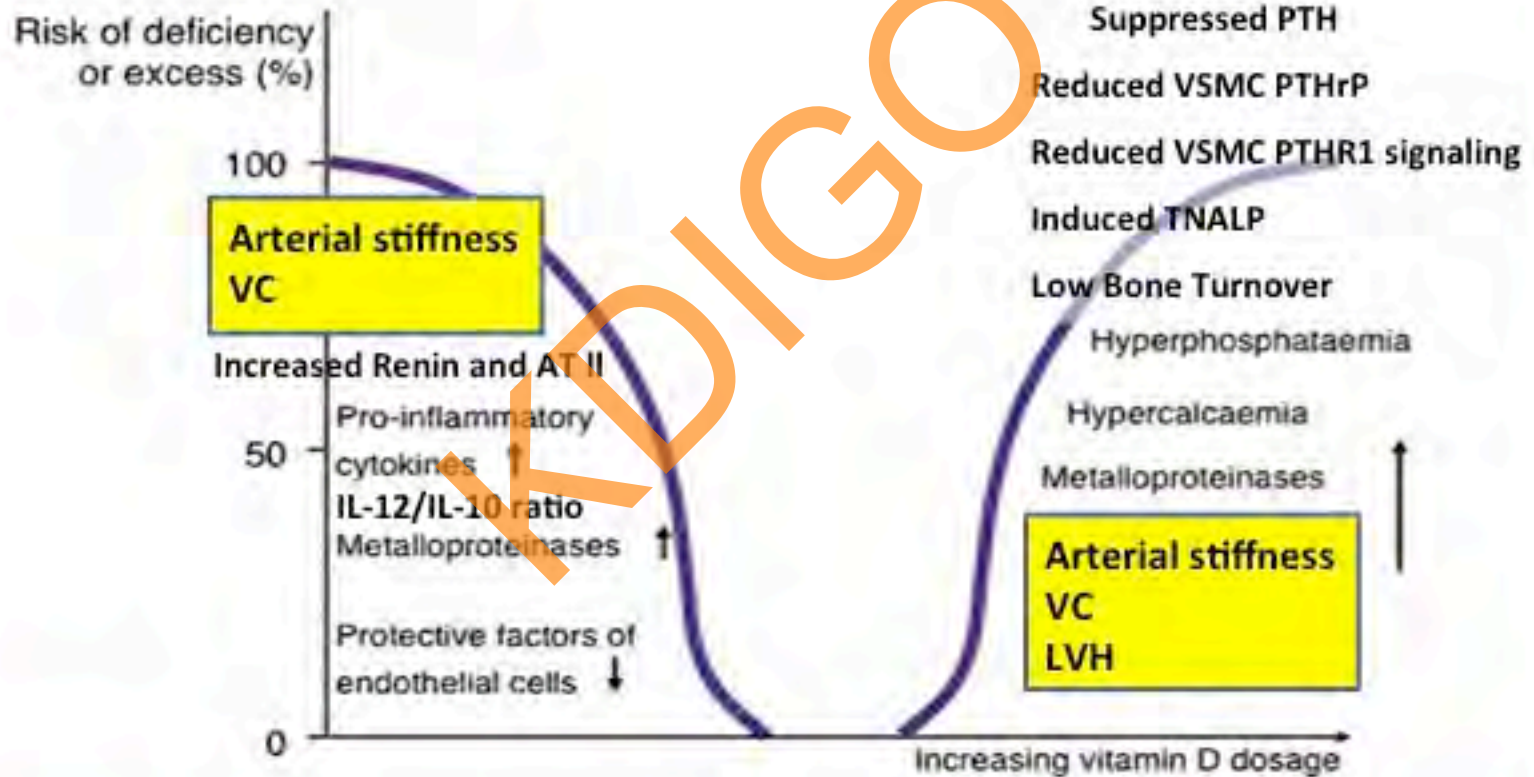 Risk of deficiency
or excess (%)
100
50
0
Arterial stiffness
VC
Increased Renin and AT II
Pro-inflammatory
cytokines ↑
IL-12/IL-10 ratio
Metalloproteinases ↑
Protective factors of
endothelial cells ↓
KDIGO
Suppressed PTH
Reduced VSMC PTHrP
Reduced VSMC PTHR1 signaling
Induced TNALP
Low Bone Turnover
Hyperphosphataemia
Hypercalcaemia
Metalloproteinases
Arterial stiffness
VC
LVH
Increasing vitamin D dosage